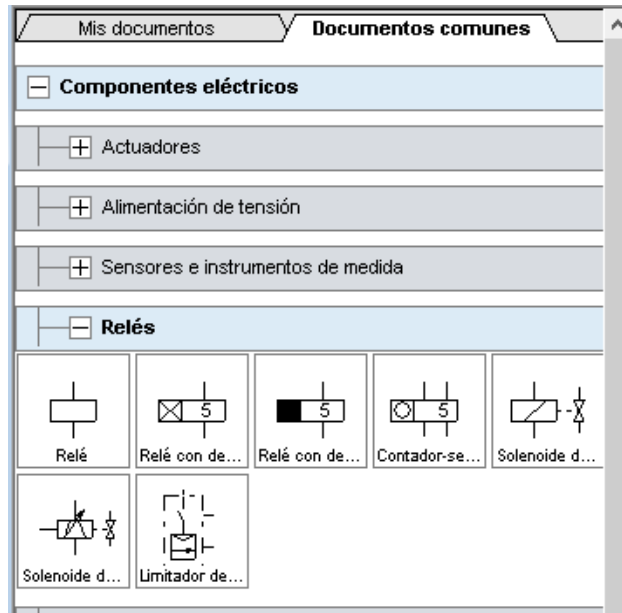 Mis documentos
Documentos comunes
Componentes eléctricos
Actuadores
Alimentación de tensión
Sensores e instrumentos de medida
Relés
5 5 5
Relé Relé con de... Relé con de... Contador-se... Solenoide d...
Solenoide d... Limitador de...